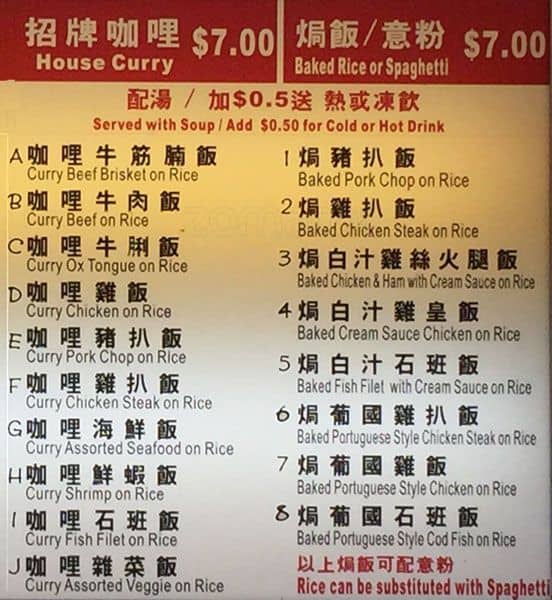 招牌咖哩 $7.00
House Curry
焗飯/意粉 $7.00
Baked Rice or Spaghetti
配湯 / 加$0.5送 熱或凍飲
Served with Soup / Add $0.50 for Cold or Hot Drink
A 咖哩牛筋腩飯
Curry Beef Brisket on Rice
B 咖哩牛肉飯
Curry Beef on Rice
C 咖哩牛脷飯
Curry Ox Tongue on Rice
D 咖哩雞飯
Curry Chicken on Rice
E 咖哩豬扒飯
Curry Pork Chop on Rice
F 咖哩雞扒飯
Curry Chicken Steak on Rice
G 咖哩海鮮飯
Curry Assorted Seafood on Rice
H 咖哩鮮蝦飯
Curry Shrimp on Rice
I 咖哩石班飯
Curry Fish Filet on Rice
J 咖哩雜菜飯
Curry Assorted Veggie on Rice
1 焗豬扒飯
Baked Pork Chop on Rice
2 焗雞扒飯
Baked Chicken Steak on Rice
3 焗白汁雞絲火腿飯
Baked Chicken & Ham with Cream Sauce on Rice
4 焗白汁雞皇飯
Baked Cream Sauce Chicken on Rice
5 焗白汁石班飯
Baked Fish Filet with Cream Sauce on Rice
6 焗葡國雞扒飯
Baked Portuguese Style Chicken Steak on Rice
7 焗葡國雞飯
Baked Portuguese Style Chicken on Rice
8 焗葡國石班飯
Baked Portuguese Style Cod Fish on Rice
以上焗飯可配意粉
Rice can be substituted with Spaghetti